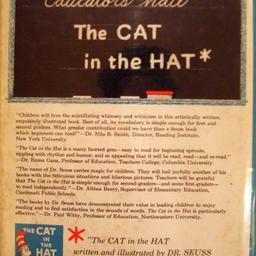 Educators hail
The CAT
in the HAT*
"Children will love the scintillating whimsy and witticisms in this artistically written,
exquisitely illustrated book. Best of all, its vocabulary is simple enough for first and
second graders. What greater contribution could we have than a Seuss book
which beginners can read!"—Dr. Nila B. Smith, Director, Reading Institute,
New York University.
"The Cat in the Hat is a many faceted gem—easy to read for beginning sprouts,
rippling with rhythm and humor, and so appealing that it will be read, read—and re-read."
—Dr. Roma Gans, Professor of Education, Teachers College, Columbia University.
"The name of Dr. Seuss carries magic for children. They will hail joyfully another of his
books with the ridiculous situations and hilarious pictures. Teachers will be grateful
that The Cat in the Hat is simple enough for second graders—and some first graders—
to read independently."—Dr. Althea Beery, Supervisor of Elementary Education,
Cincinnati Public Schools.
"The books by Dr. Seuss have demonstrated their value in leading children to enjoy
reading and to find satisfaction in the sounds of words. The Cat in the Hat is particularly
effective."—Dr. Paul Witty, Professor of Education, Northwestern University.
THE
CAT
IN THE
HAT
* "The CAT in the HAT
written and illustrated by DR. SEUSS